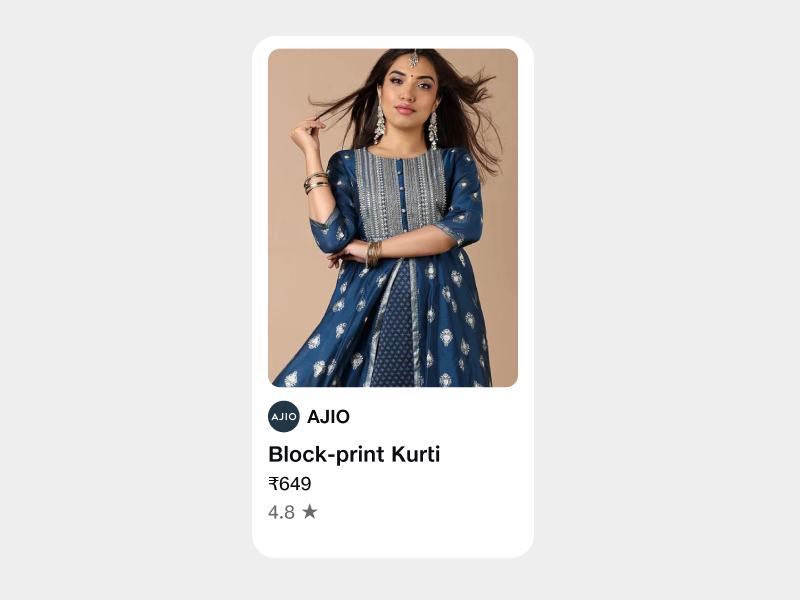 AJIO AJIO
Block-print Kurti
₹649
4.8 ★